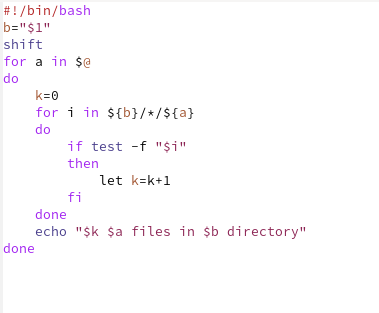 #!/bin/bash
b="$1"
shift
for a in $@
do
    k=0
    for i in ${b}/*/${a}
    do
        if test -f "$i"
        then
            let k=k+1
        fi
    done
    echo "$k $a files in $b directory"
done